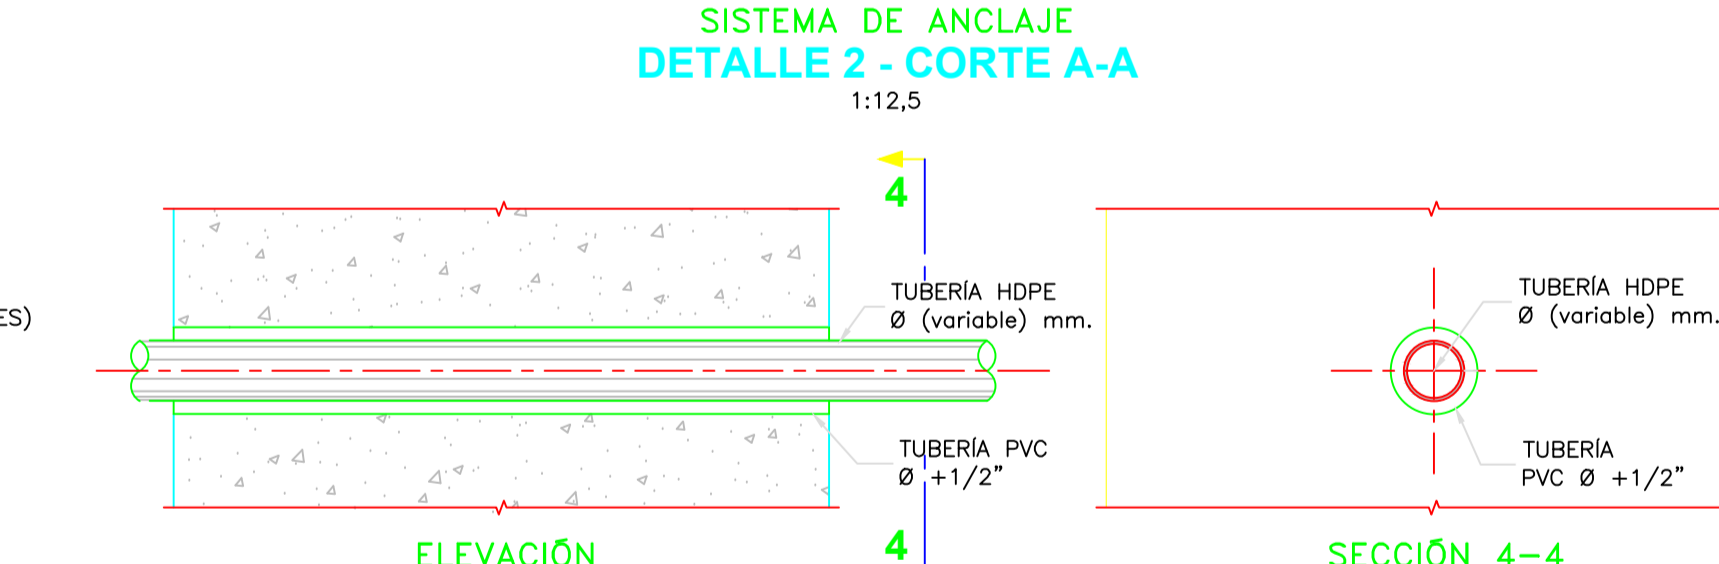 SISTEMA DE ANCLAJE
DETALLE 2 - CORTE A-A
1:12,5
4
TUBERÍA HDPE
Ø (variable) mm.
TUBERÍA HDPE
Ø (variable) mm.
ES)
TUBERÍA PVC
Ø +1/2”
TUBERÍA
PVC Ø +1/2”
4
ELEVACIÓN
SECCIÓN 4-4